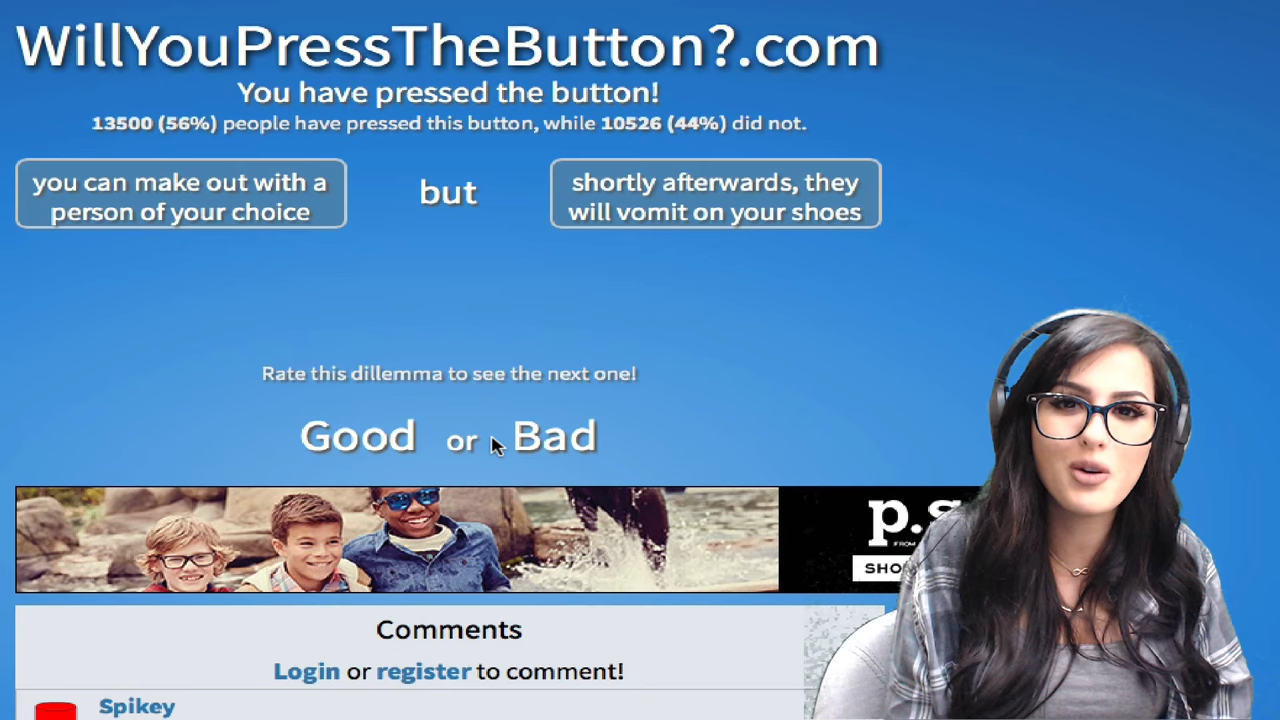 WillYouPressTheButton?.com
You have pressed the button!
13500 (56%) people have pressed this button, while 10526 (44%) did not.
you can make out with a
person of your choice
but
shortly afterwards, they
will vomit on your shoes
Rate this dillemma to see the next one!
Good or Bad
p.s
FROM
SHO
Comments
Login or register to comment!
Spikey